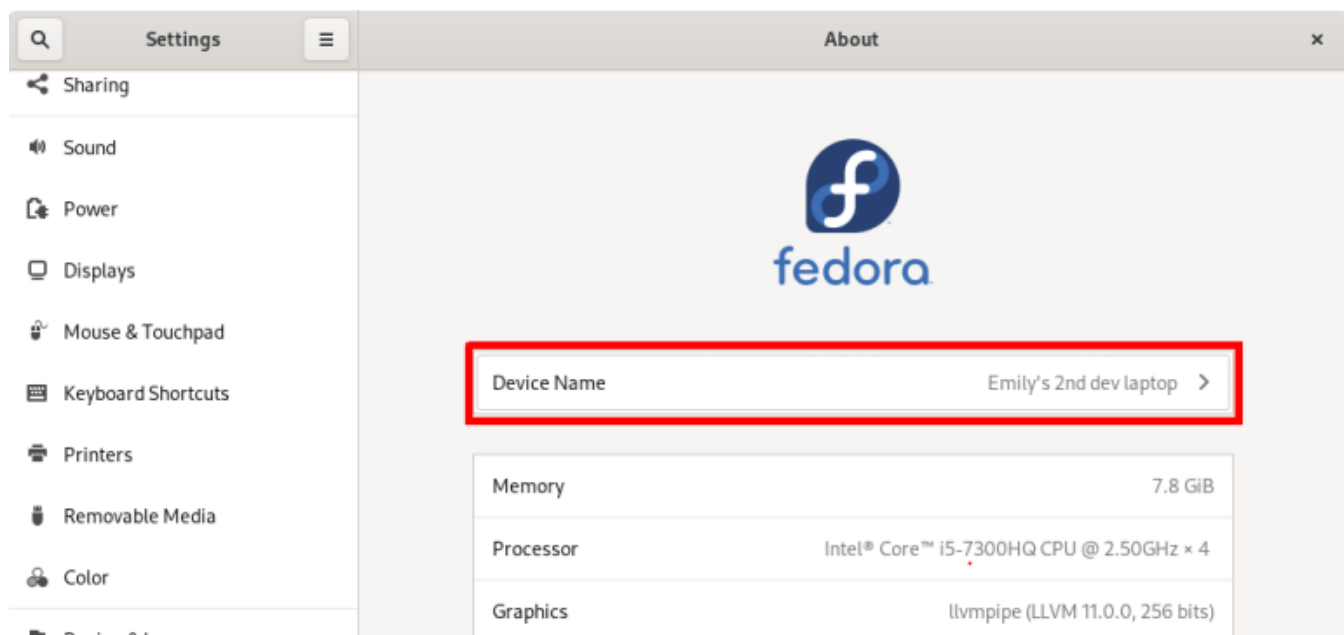 Settings
About
Sharing
Sound
Power
Displays
Mouse & Touchpad
Keyboard Shortcuts
Printers
Removable Media
Color
fedora
Device Name Emily's 2nd dev laptop
Memory 7.8 GiB
Processor Intel® Core™ i5-7300HQ CPU @ 2.50GHz × 4
Graphics llvmpipe (LLVM 11.0.0, 256 bits)